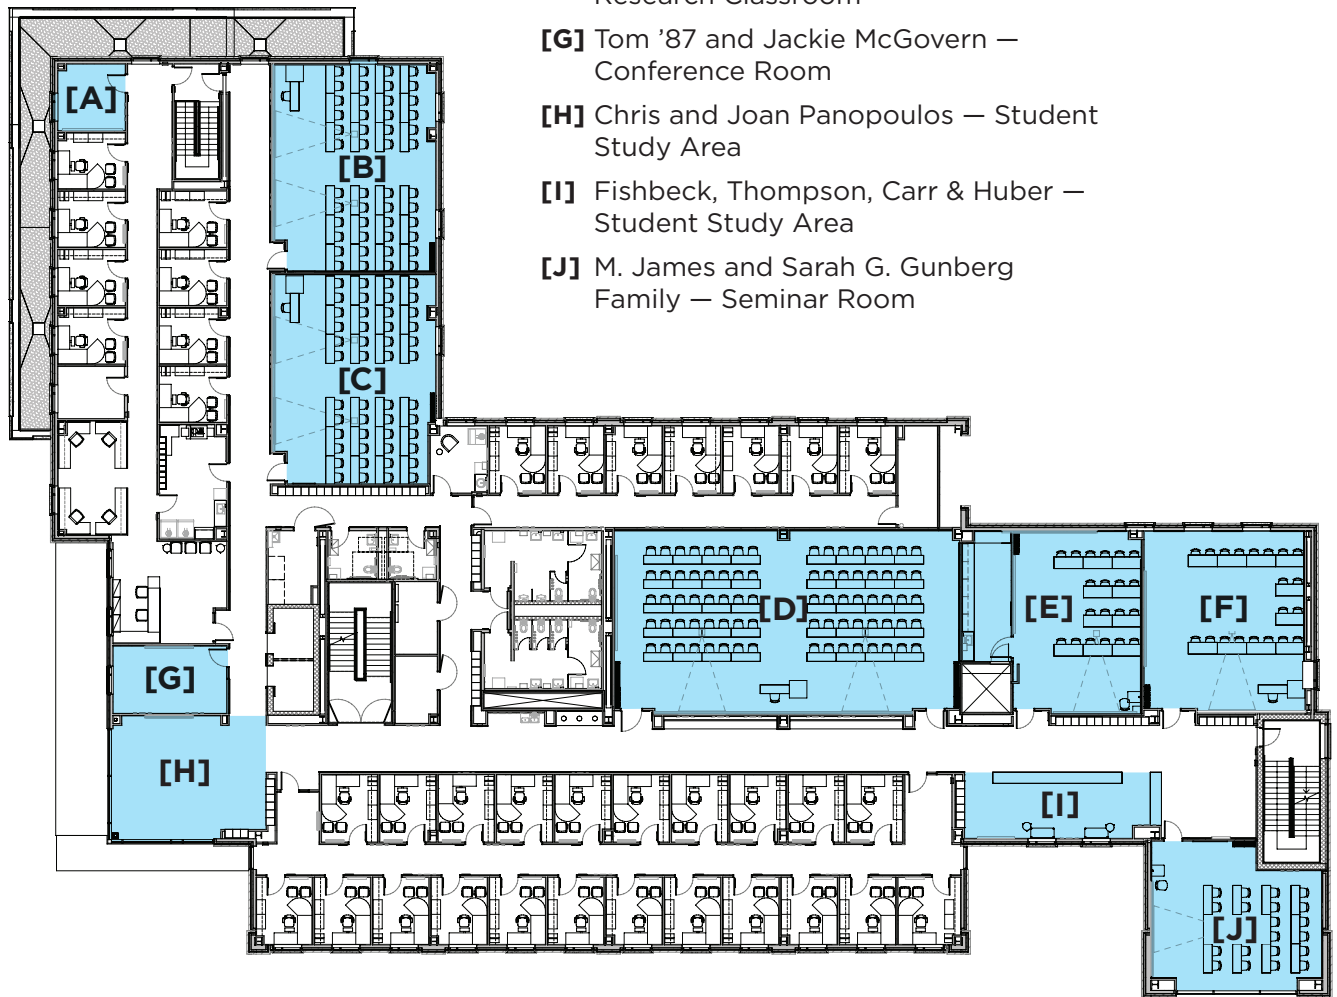 Research Classroom
[G] Tom ’87 and Jackie McGovern —
Conference Room
[H] Chris and Joan Panopoulos — Student
Study Area
[I] Fishbeck, Thompson, Carr & Huber —
Student Study Area
[J] M. James and Sarah G. Gunberg
Family — Seminar Room
[A]
[B]
[C]
[D]
[E]
[F]
[G]
[H]
[I]
[J]